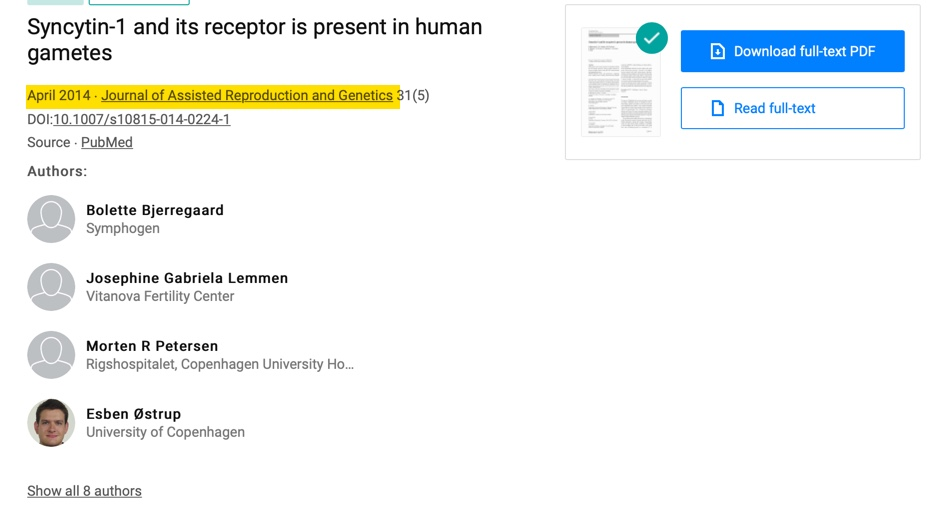 Syncytin-1 and its receptor is present in human
gametes
April 2014 · Journal of Assisted Reproduction and Genetics 31(5)
DOI:10.1007/s10815-014-0224-1
Source · PubMed
Authors:
Bolette Bjerregaard
Symphogen
Josephine Gabriela Lemmen
Vitanova Fertility Center
Morten R Petersen
Rigshospitalet, Copenhagen University Ho...
Esben Østrup
University of Copenhagen
Show all 8 authors
Download full-text PDF
Read full-text